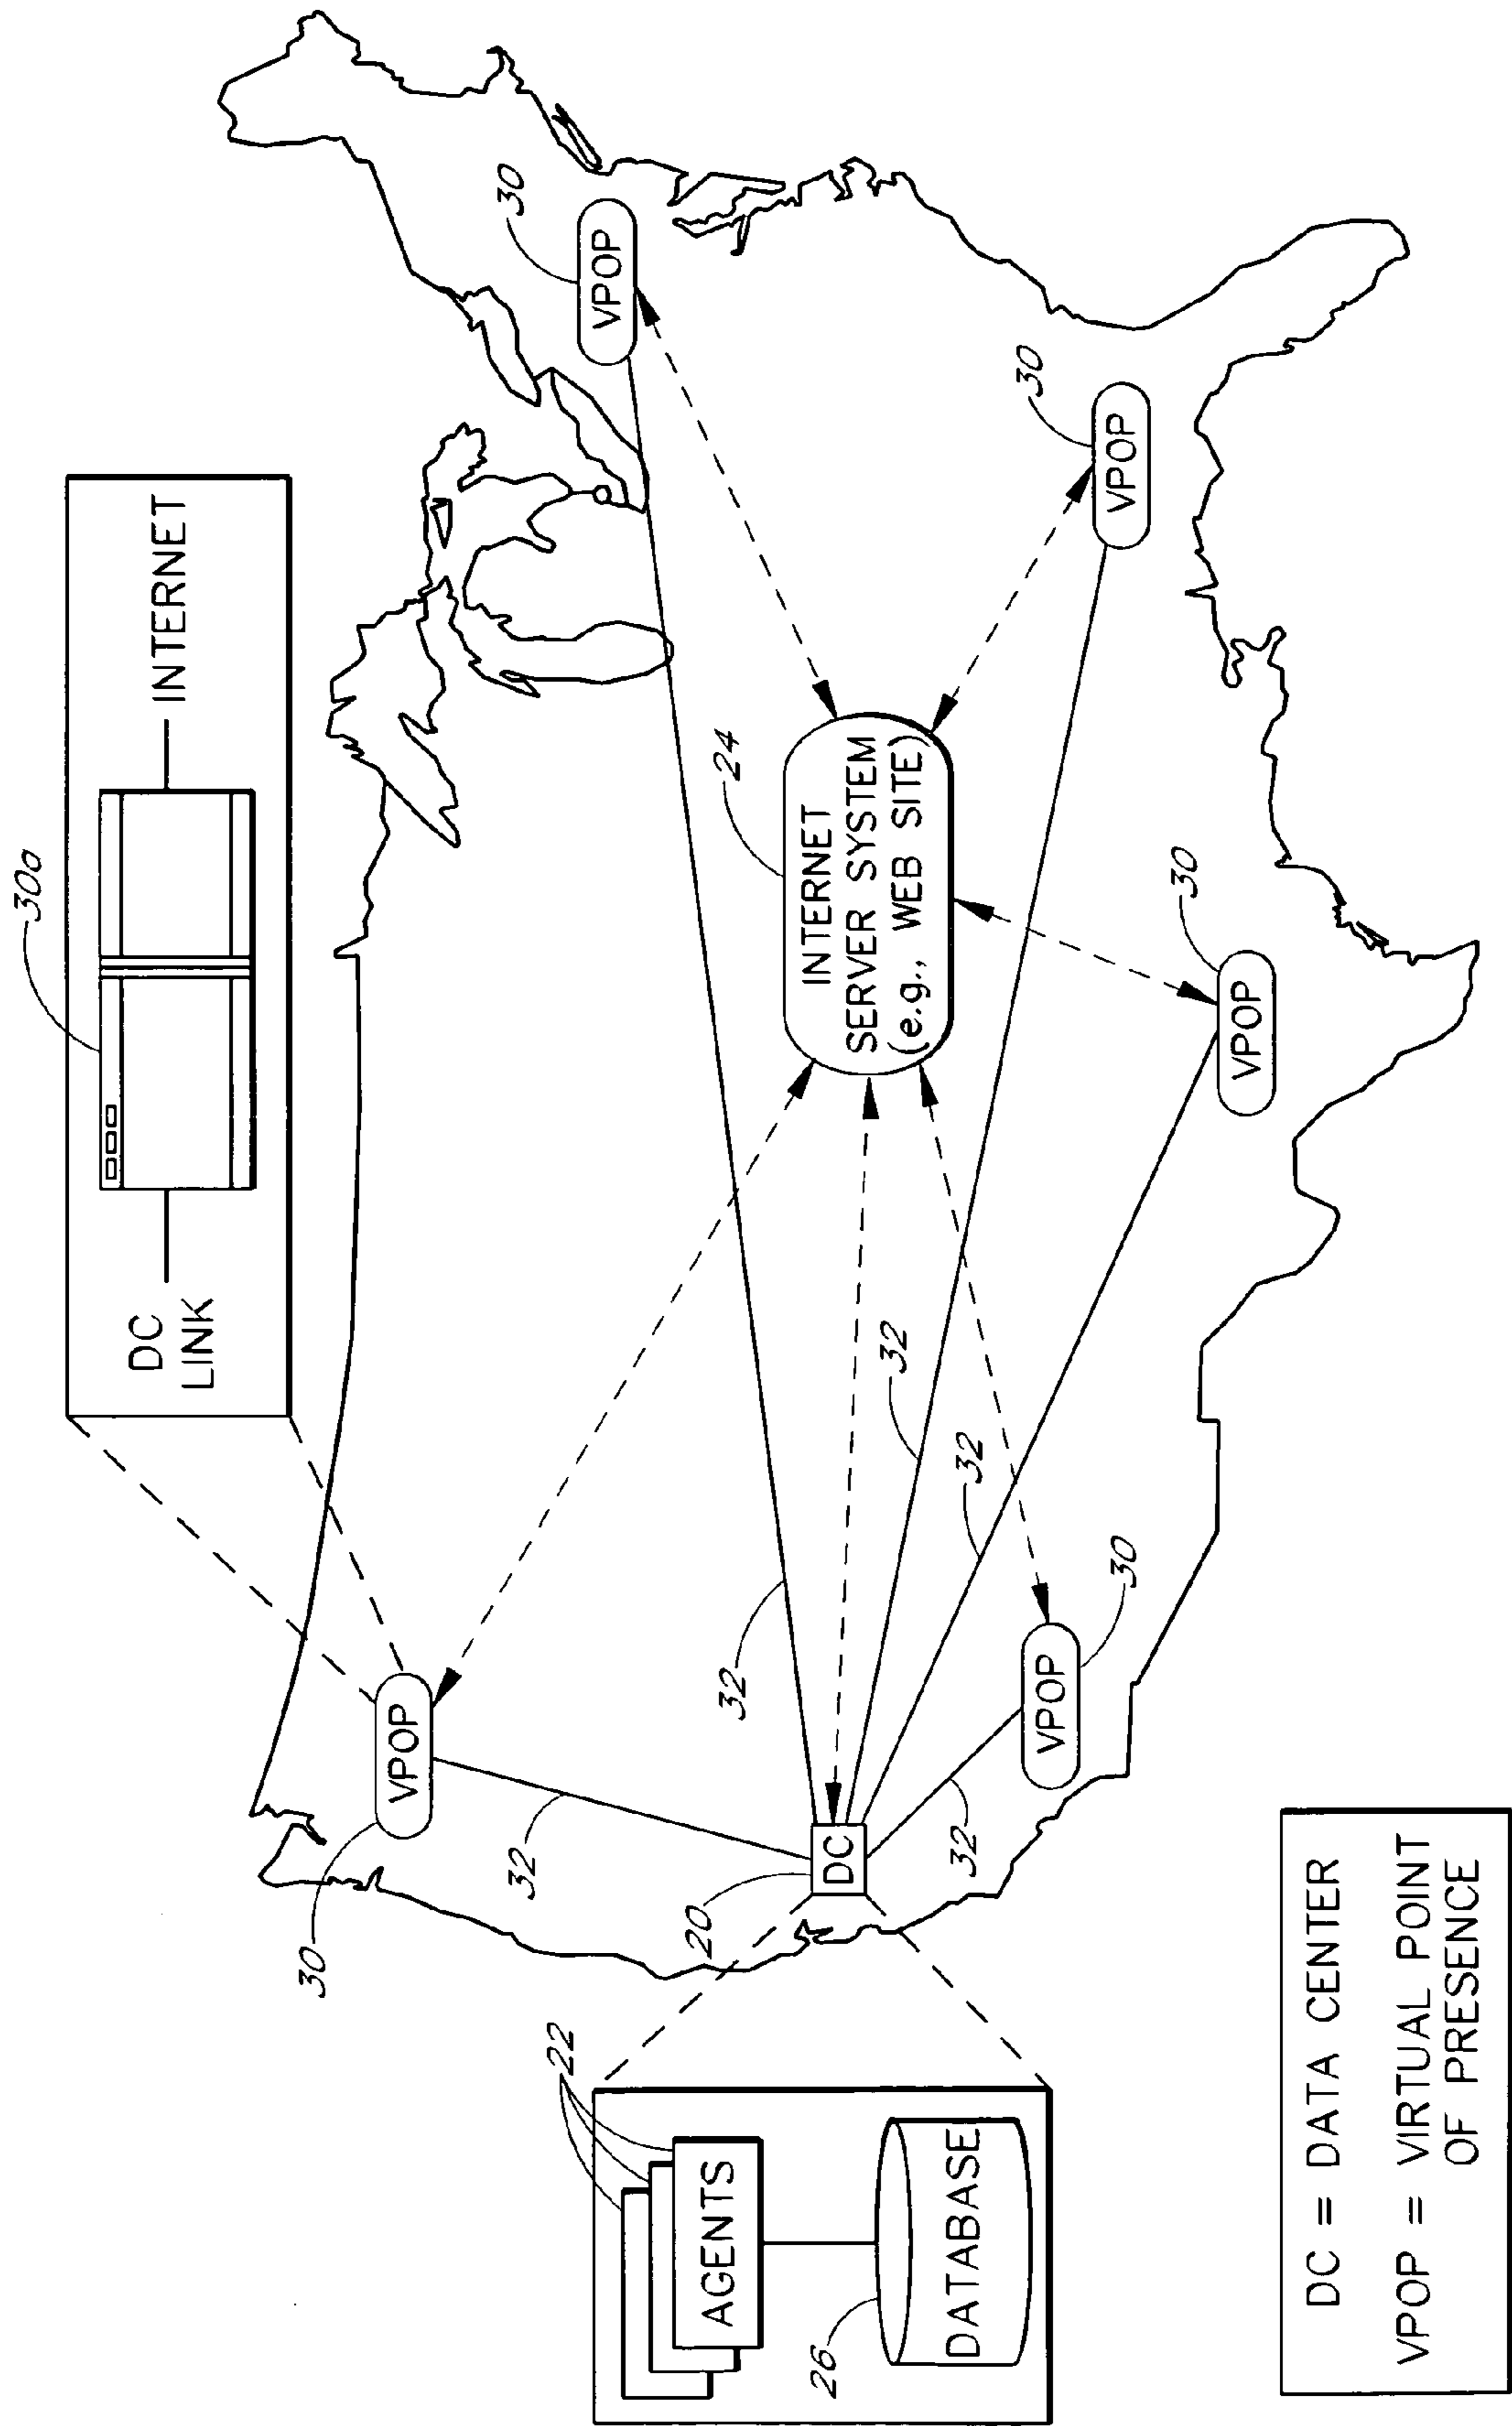 30a
DC
LINK
INTERNET
30
VPOP
32
30
VPOP
30
VPOP
30
VPOP
30
VPOP
24
INTERNET
SERVER SYSTEM
(e.g., WEB SITE)
32
32
32
32
20
DC
22
AGENTS
26
DATABASE
DC = DATA CENTER
VPOP = VIRTUAL POINT
OF PRESENCE